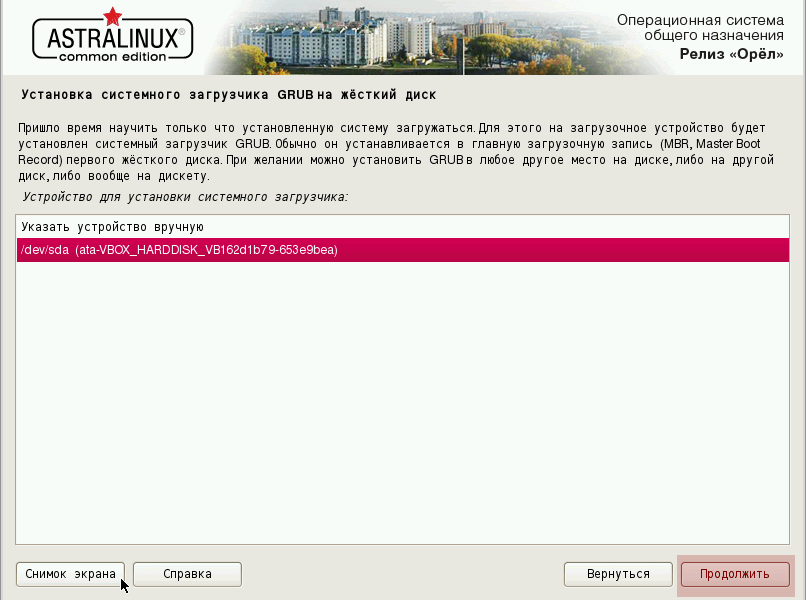 ASTRALINUX®
common edition
Операционная система
общего назначения
Релиз «Орёл»
Установка системного загрузчика GRUB на жёсткий диск
Пришло время научить только что установленную систему загружаться. Для этого на загрузочное устройство будет
установлен системный загрузчик GRUB. Обычно он устанавливается в главную загрузочную запись (MBR, Master Boot
Record) первого жёсткого диска. При желании можно установить GRUB в любое другое место на диске, либо на другой
диск, либо вообще на дискету.
Устройство для установки системного загрузчика:
Указать устройство вручную
/dev/sda (ata-VBOX_HARDDISK_VB162d1b79-653e9bea)
Снимок экрана
Справка
Вернуться
Продолжить